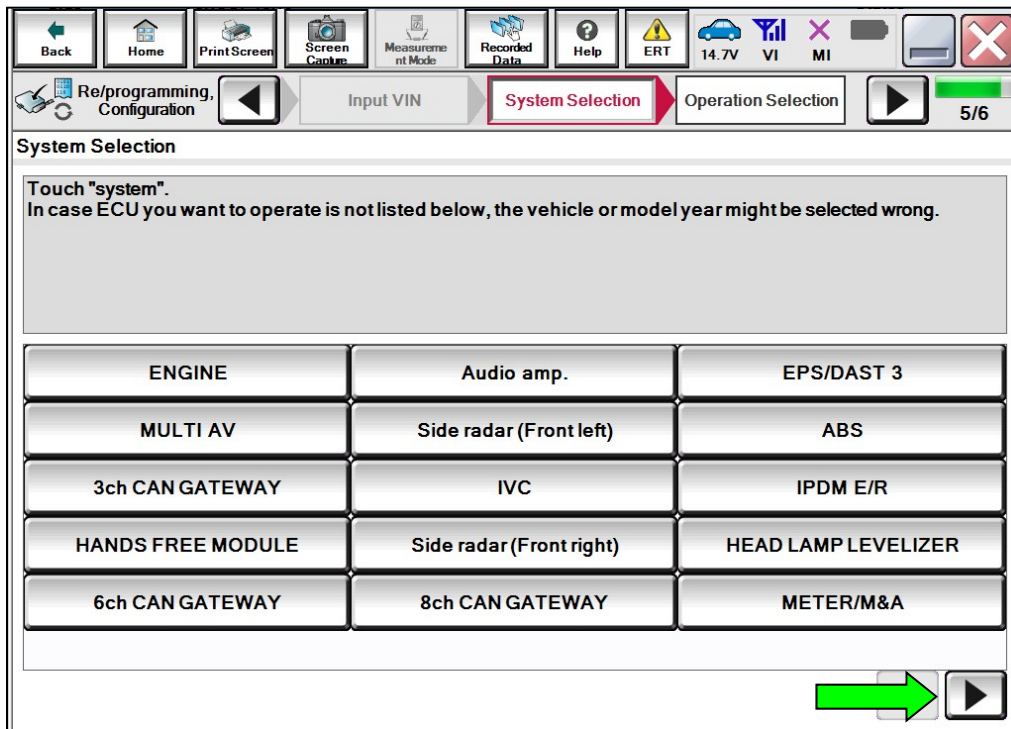 Back
Home
Print Screen
Screen
Capture
Measureme
nt Mode
Recorded
Data
Help
ERT
14.7V
VI
MI
Re/programming,
Configuration
Input VIN
System Selection
Operation Selection
5/6
System Selection
Touch "system".
In case ECU you want to operate is not listed below, the vehicle or model year might be selected wrong.
ENGINE
Audio amp.
EPS/DAST 3
MULTI AV
Side radar (Front left)
ABS
3ch CAN GATEWAY
IVC
IPDM E/R
HANDS FREE MODULE
Side radar (Front right)
HEAD LAMP LEVELIZER
6ch CAN GATEWAY
8ch CAN GATEWAY
METER/M&A